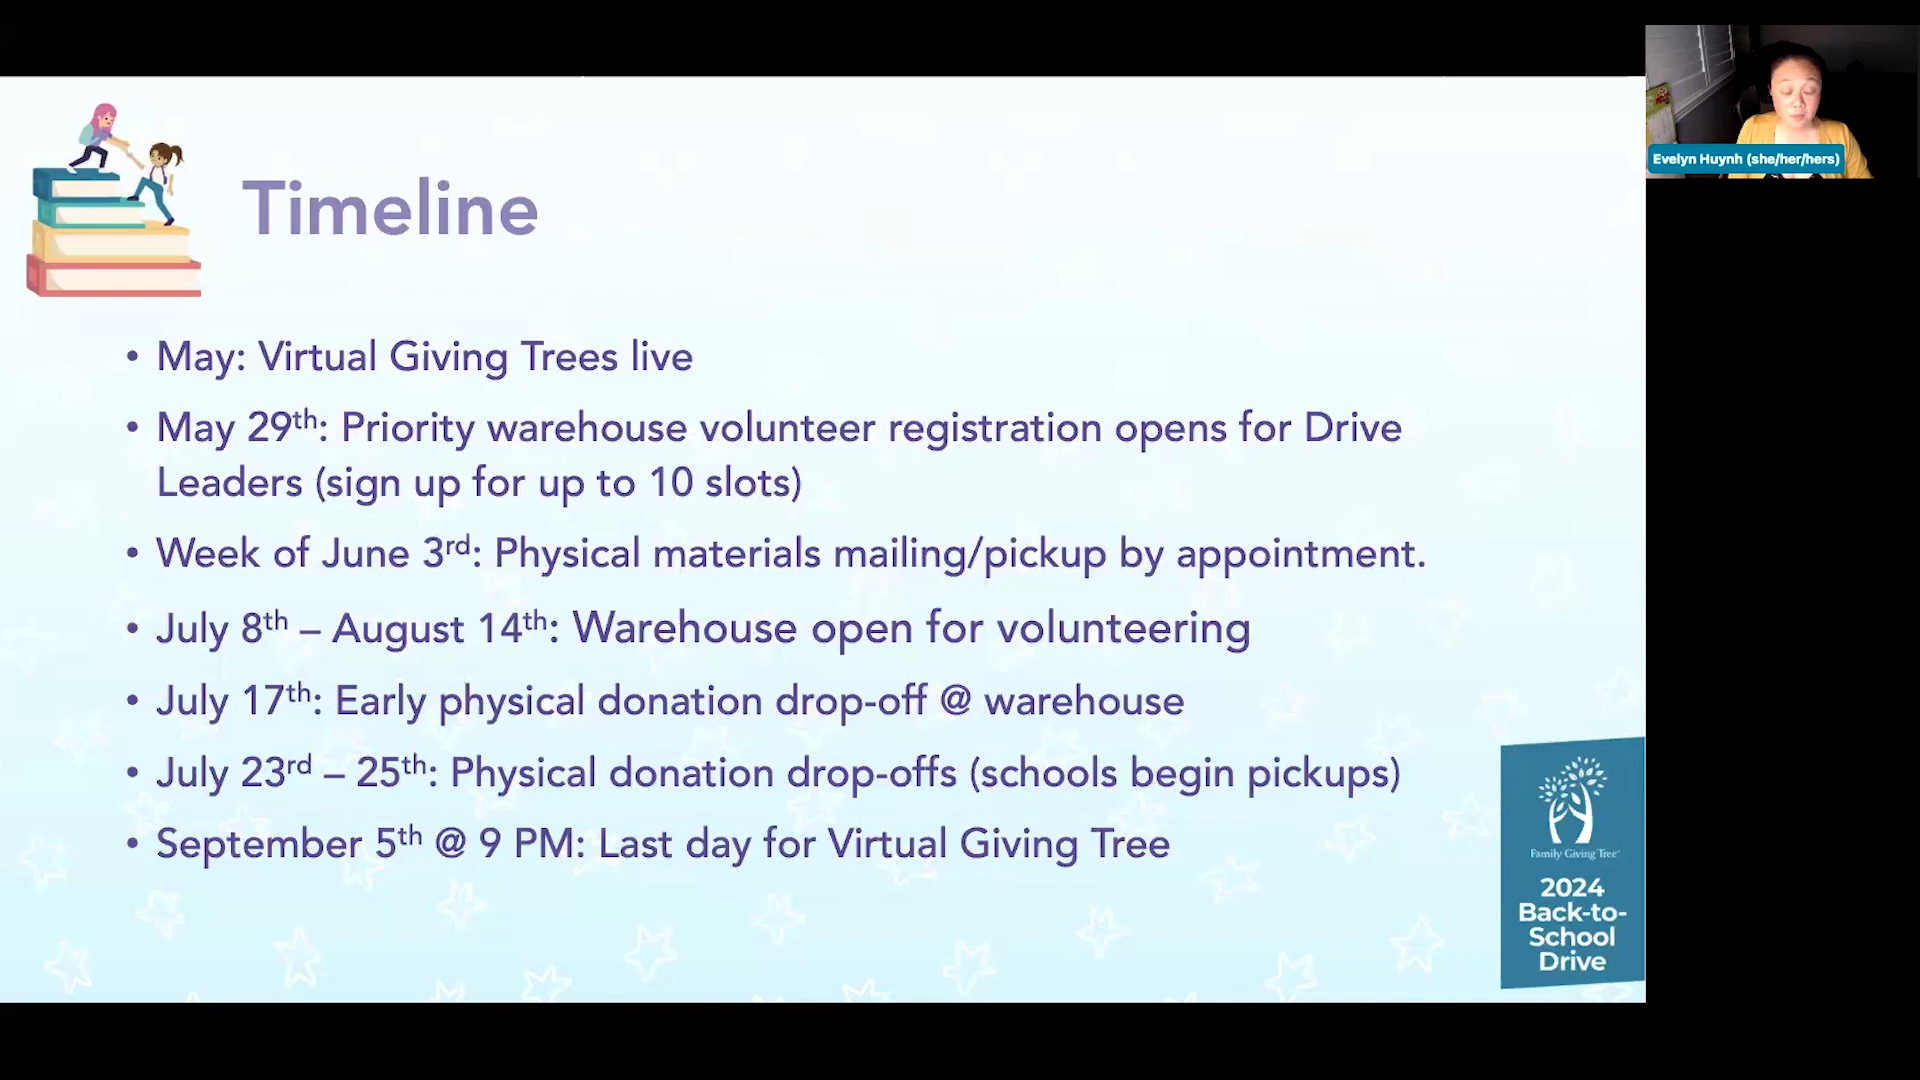 Timeline
• May: Virtual Giving Trees live
• May 29th: Priority warehouse volunteer registration opens for Drive
Leaders (sign up for up to 10 slots)
• Week of June 3rd: Physical materials mailing/pickup by appointment.
• July 8th – August 14th: Warehouse open for volunteering
• July 17th: Early physical donation drop-off @ warehouse
• July 23rd – 25th: Physical donation drop-offs (schools begin pickups)
• September 5th @ 9 PM: Last day for Virtual Giving Tree
Family Giving Tree
2024
Back-to-
School
Drive
Evelyn Huynh (she/her/hers)